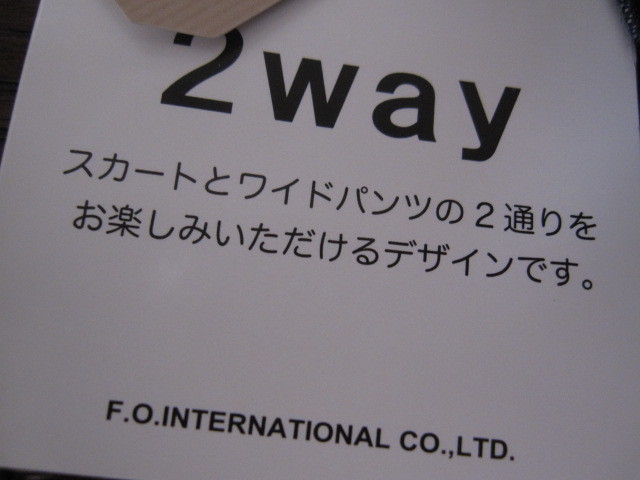 2way
スカートとワイドパンツの2通りを
お楽しみいただけるデザインです。
F.O.INTERNATIONAL CO.,LTD.